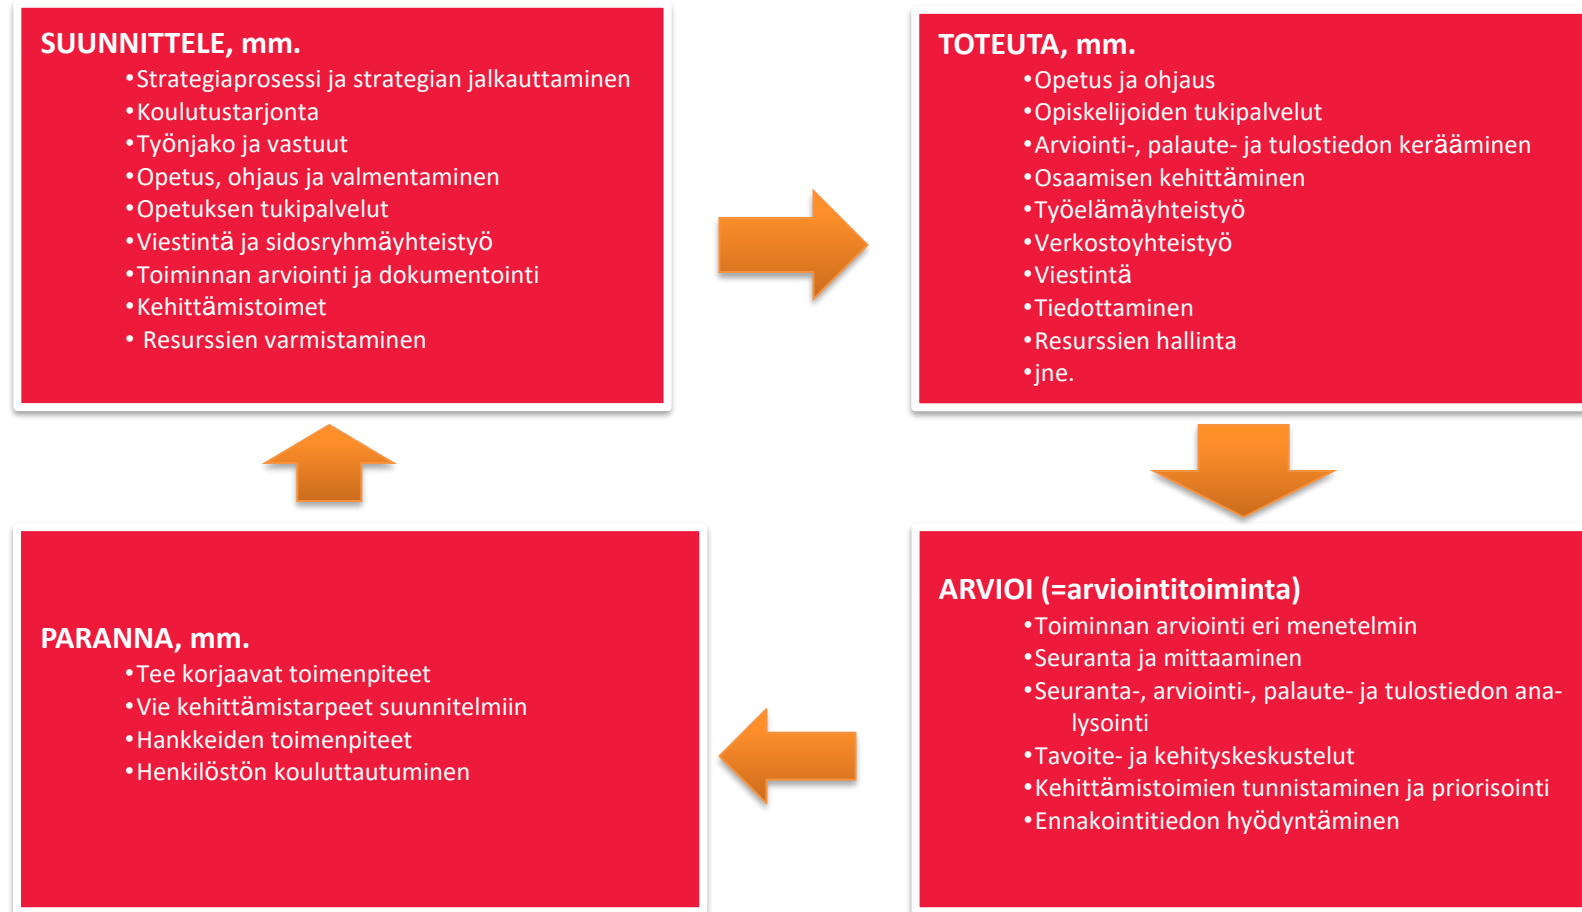 SUUNNITTELE, mm.
•Strategiaprosessi ja strategian jalkauttaminen
•Koulutustarjonta
•Työnjako ja vastuut
•Opetus, ohjaus ja valmentaminen
•Opetuksen tukipalvelut
•Viestintä ja sidosryhmäyhteistyö
•Toiminnan arviointi ja dokumentointi
•Kehittämistoimet
• Resurssien varmistaminen
TOTEUTA, mm.
•Opetus ja ohjaus
•Opiskelijoiden tukipalvelut
•Arviointi-, palaute- ja tulostiedon kerääminen
•Osaamisen kehittäminen
•Työelämäyhteistyö
•Verkostoyhteistyö
•Viestintä
•Tiedottaminen
•Resurssien hallinta
•jne.
ARVIOI (=arviointitoiminta)
•Toiminnan arviointi eri menetelmin
•Seuranta ja mittaaminen
•Seuranta-, arviointi-, palaute- ja tulostiedon ana-
lysointi
•Tavoite- ja kehityskeskustelut
•Kehittämistoimien tunnistaminen ja priorisointi
•Ennakointitiedon hyödyntäminen
PARANNA, mm.
•Tee korjaavat toimenpiteet
•Vie kehittämistarpeet suunnitelmiin
•Hankkeiden toimenpiteet
•Henkilöstön kouluttautuminen